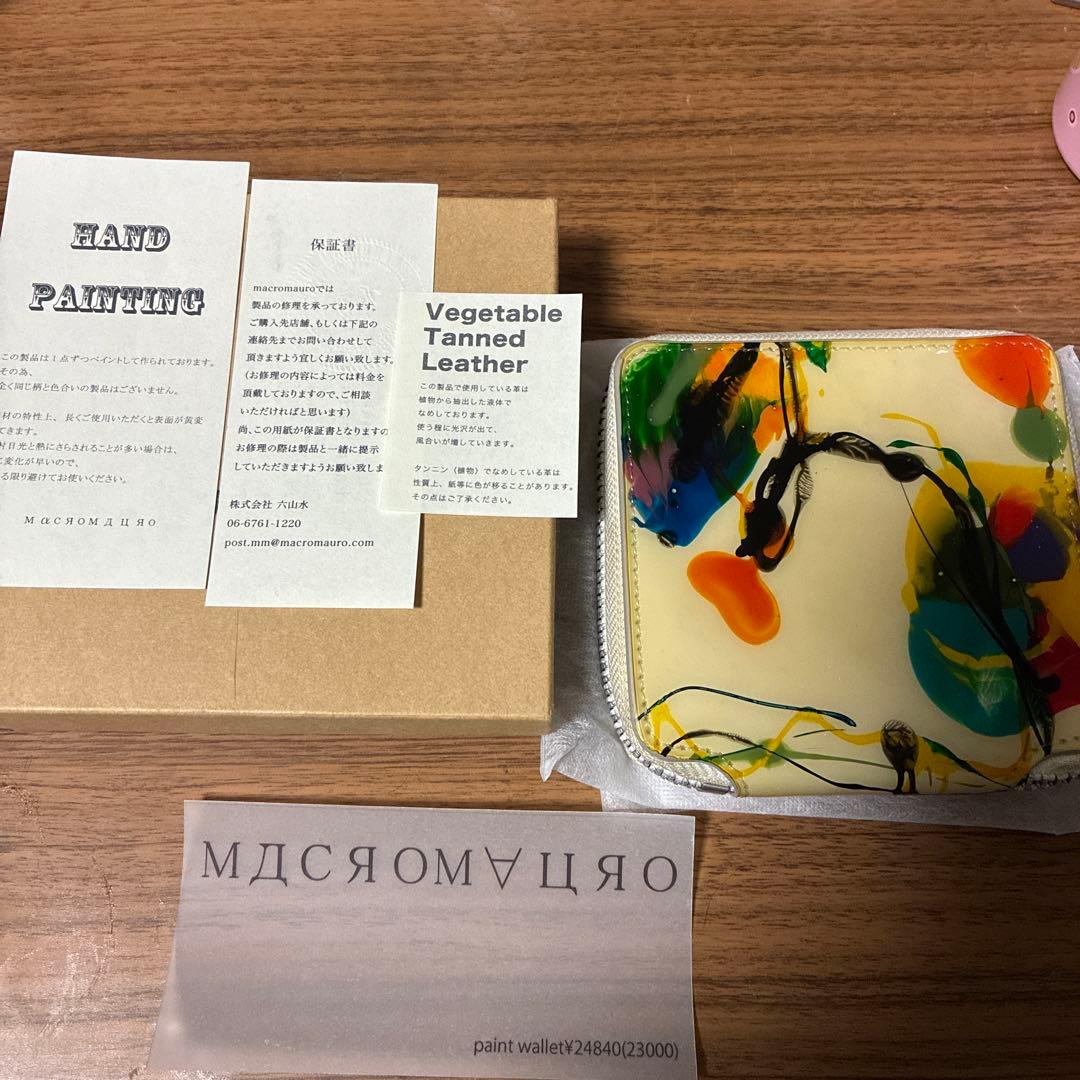 HAND
PAINTING
この製品は1点ずつペイントして作られております。
その為、
全く同じ柄と色合いの製品はございません。
材の特性上、長くご使用いただくと表面が黄変
てきます。
射日光と熱にさらされることが多い場合は、
に変化が早いので、
る限り避けてお使いください。
MαCЯOMДЦЯO
保証書
macromauroでは
製品の修理を承っております。
ご購入先店舗、もしくは下記の
連絡先までお問い合わせして
頂きますよう宜しくお願い致します。
(お修理の内容によっては料金を
頂戴しておりますので、ご相談
いただければと思います)
尚、この用紙が保証書となりますの
お修理の際は製品と一緒に提示
していただきますようお願い致しま
株式会社 六山水
06-6761-1220
post.mm@macromauro.com
Vegetable
Tanned
Leather
この製品で使用している革は
植物から抽出した液体で
なめしております。
使う程に光沢が出て、
風合いが増していきます。
タンニン(植物)でなめしている革は
性質上、紙等に色が移ることがあります。
その点はご了承ください。
MДCЯOM∀ЦЯO
paint wallet¥24840(23000)